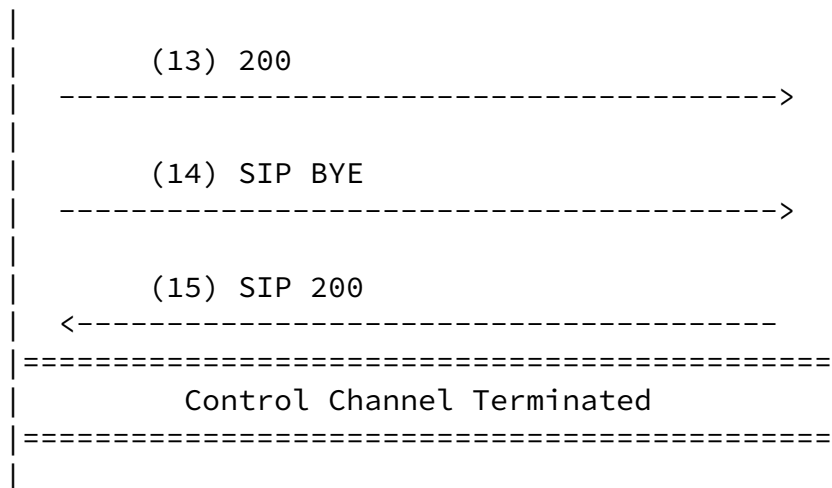 |
|       (13) 200
|  ---------------------------------------->
|
|       (14) SIP BYE
|  ---------------------------------------->
|
|       (15) SIP 200
|  <---------------------------------------
|=============================================
|         Control Channel Terminated
|=============================================
|